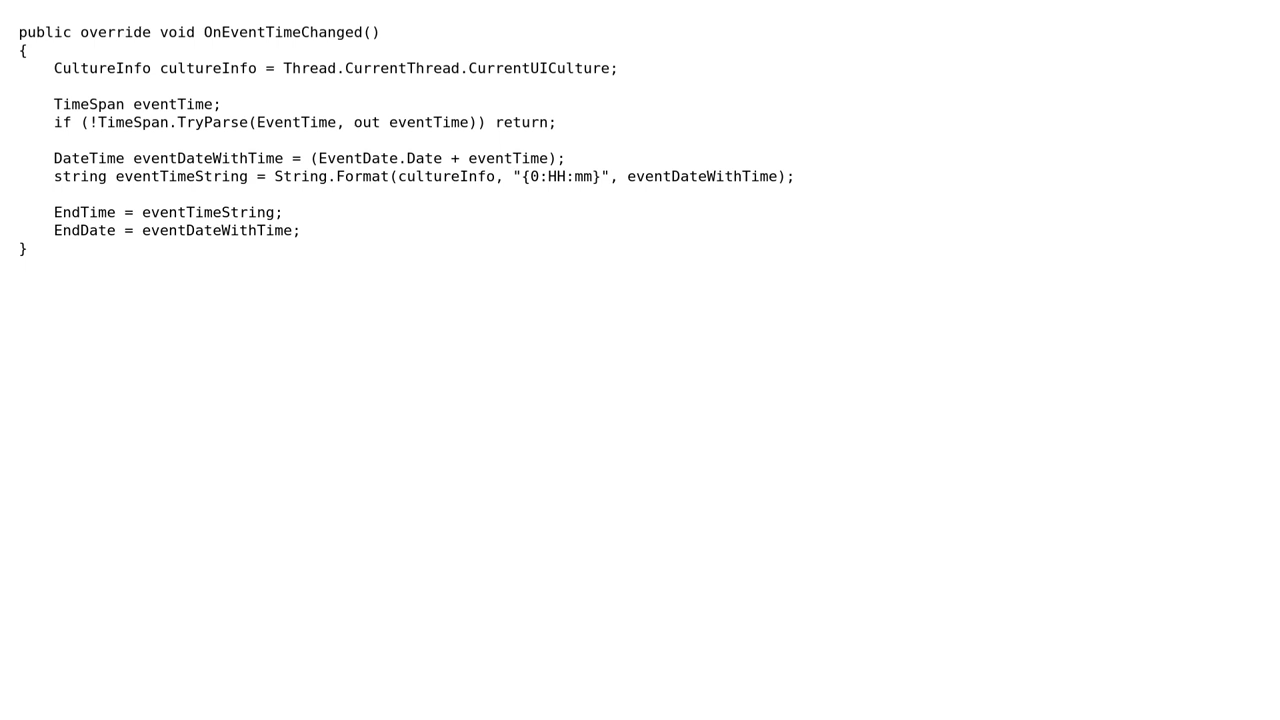 public override void OnEventTimeChanged()
{
    CultureInfo cultureInfo = Thread.CurrentThread.CurrentUICulture;

    TimeSpan eventTime;
    if (!TimeSpan.TryParse(EventTime, out eventTime)) return;

    DateTime eventDateWithTime = (EventDate.Date + eventTime);
    string eventTimeString = String.Format(cultureInfo, "{0:HH:mm}", eventDateWithTime);

    EndTime = eventTimeString;
    EndDate = eventDateWithTime;
}